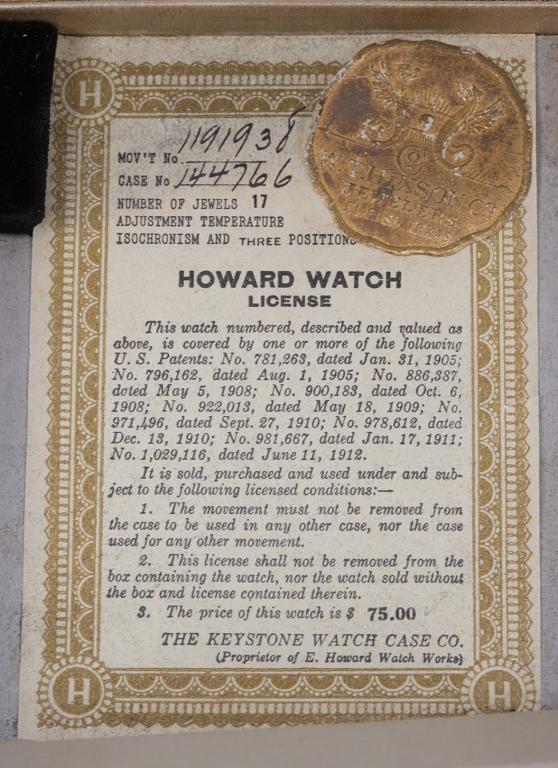 H
H
MOV'T No 1191938
CASE No 144766
NUMBER OF JEWELS 17
ADJUSTMENT TEMPERATURE
ISOCHRONISM AND THREE POSITIONS
JEWELERS
HOWARD WATCH
LICENSE
This watch numbered, described and valued as
above, is covered by one or more of the following
U. S. Patents: No. 781,263, dated Jan. 31, 1905;
No. 796,162, dated Aug. 1, 1905; No. 886,387,
dated May 5, 1908; No. 900,183, dated Oct. 6,
1908; No. 922,013, dated May 18, 1909; No.
971,496, dated Sept. 27, 1910; No. 978,612, dated
Dec. 13, 1910; No. 981,667, dated Jan. 17, 1911;
No. 1,029,116, dated June 11, 1912.
It is sold, purchased and used under and sub-
ject to the following licensed conditions:—
1. The movement must not be removed from
the case to be used in any other case, nor the case
used for any other movement.
2. This license shall not be removed from the
box containing the watch, nor the watch sold without
the box and license contained therein.
3. The price of this watch is $ 75.00
THE KEYSTONE WATCH CASE CO.
(Proprietor of E. Howard Watch Works)
H